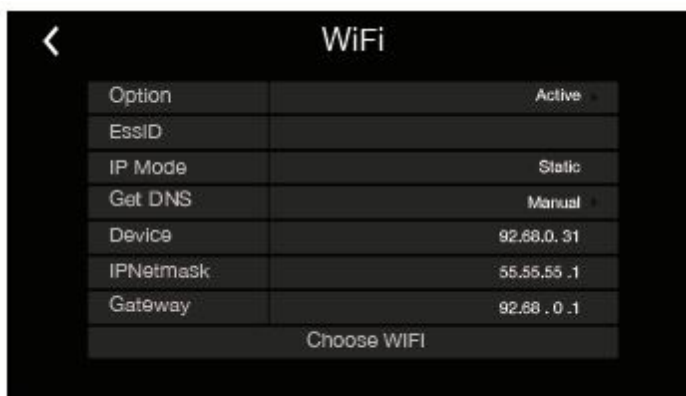 WiFi
Option Active
EssID
IP Mode Static
Get DNS Manual
Device 92.68.0. 31
IPNetmask 55.55.55 .1
Gateway 92.68 . 0 .1
Choose WIFI